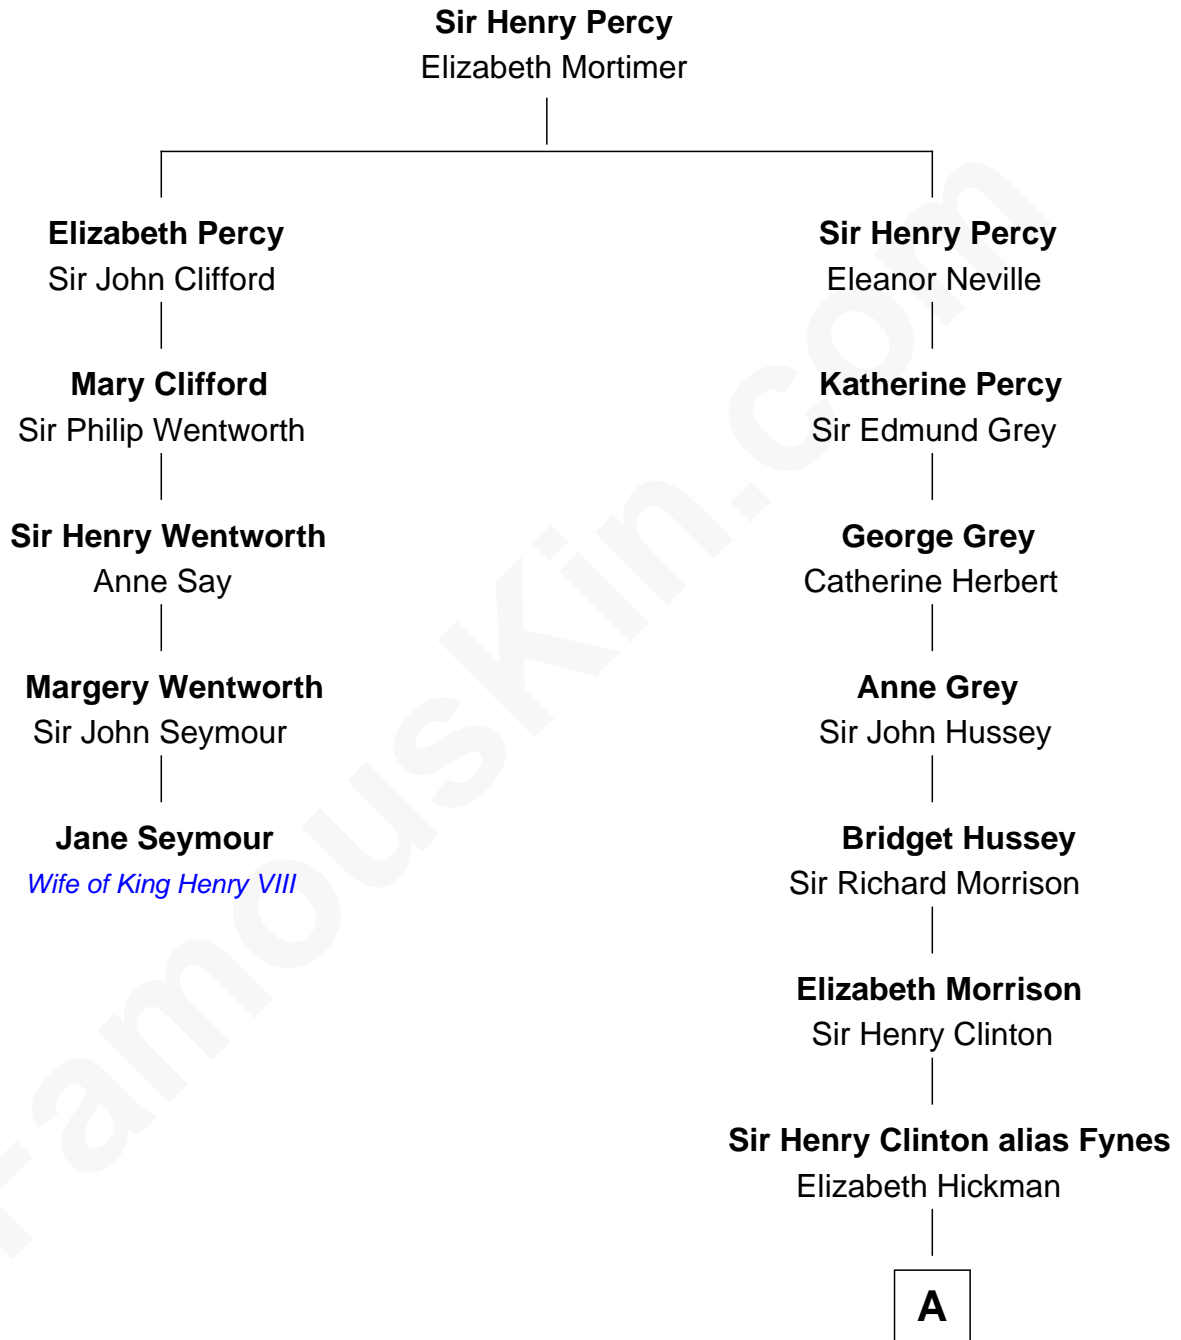 Sir Henry Percy
Elizabeth Mortimer
Elizabeth Percy
Sir John Clifford
Mary Clifford
Sir Philip Wentworth
Sir Henry Wentworth
Anne Say
Margery Wentworth
Sir John Seymour
Jane Seymour
Wife of King Henry VIII
Sir Henry Percy
Eleanor Neville
Katherine Percy
Sir Edmund Grey
George Grey
Catherine Herbert
Anne Grey
Sir John Hussey
Bridget Hussey
Sir Richard Morrison
Elizabeth Morrison
Sir Henry Clinton
Sir Henry Clinton alias Fynes
Elizabeth Hickman
A
FamousKin.com